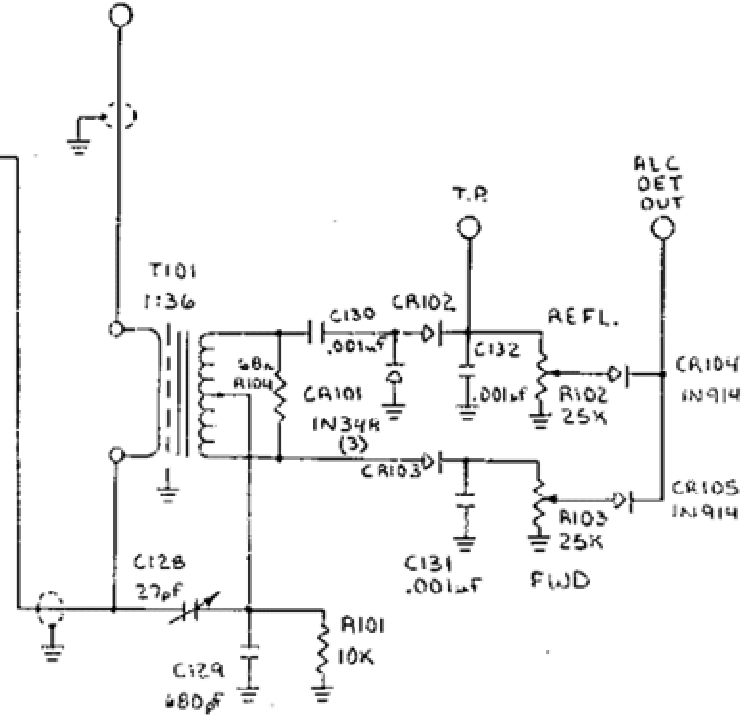 ALC
DET
OUT
T.P.
T101
1:36
C130
.001uf
CR102
REFL.
68Ω
R104
C132
.001uf
CR104
IN914
CR101
IN34A
(3)
R102
25K
CR103
CR105
IN914
R103
25K
C131
.001uf
FWD
C128
27pf
R101
10K
C129
680pf